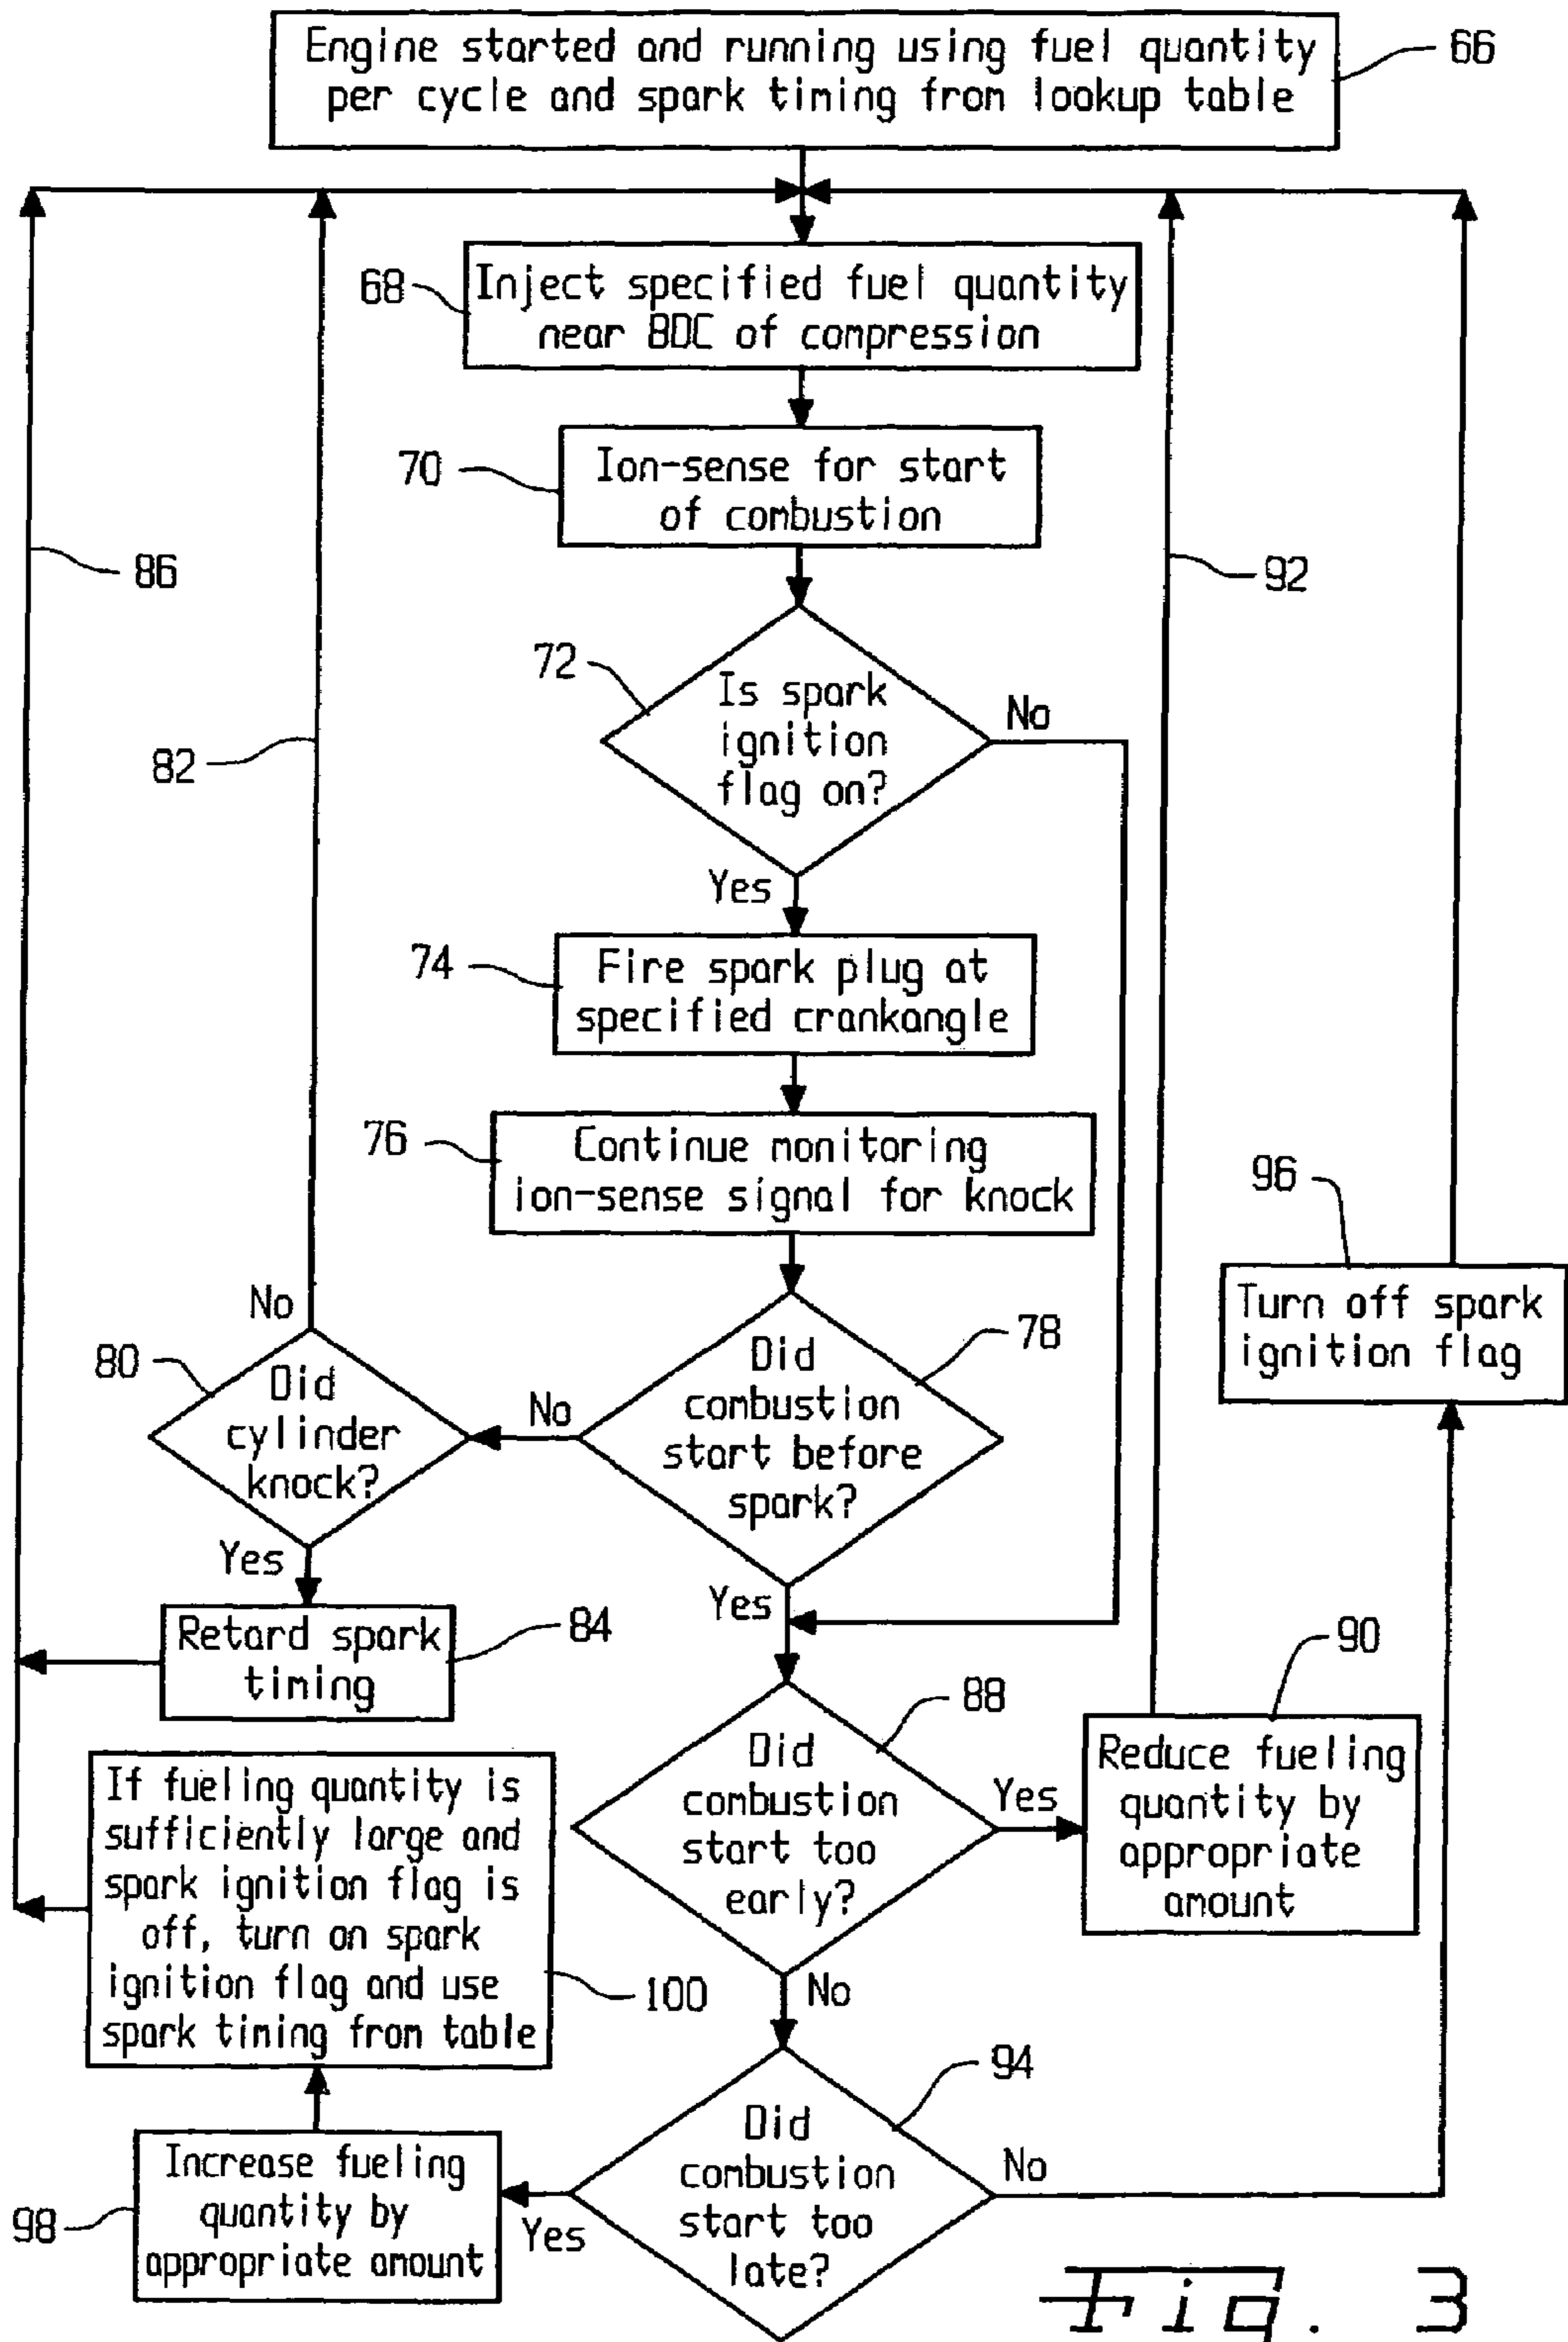 Engine started and running using fuel quantity
per cycle and spark timing from lookup table
66
68
Inject specified fuel quantity
near BDC of compression
70
Ion-sense for start
of combustion
86
92
72
Is spark
ignition
flag on?
No
82
Yes
74
Fire spark plug at
specified crankangle
76
Continue monitoring
ion-sense signal for knock
96
Turn off spark
ignition flag
No
80
Did
cylinder
knock?
No
78
Did
combustion
start before
spark?
Yes
Yes
84
Retard spark
timing
88
Did
combustion
start too
early?
Yes
90
Reduce fueling
quantity by
appropriate
amount
If fueling quantity is
sufficiently large and
spark ignition flag is
off, turn on spark
ignition flag and use
spark timing from table
100
No
94
Did
combustion
start too
late?
No
Yes
98
Increase fueling
quantity by
appropriate amount
Fig. 3